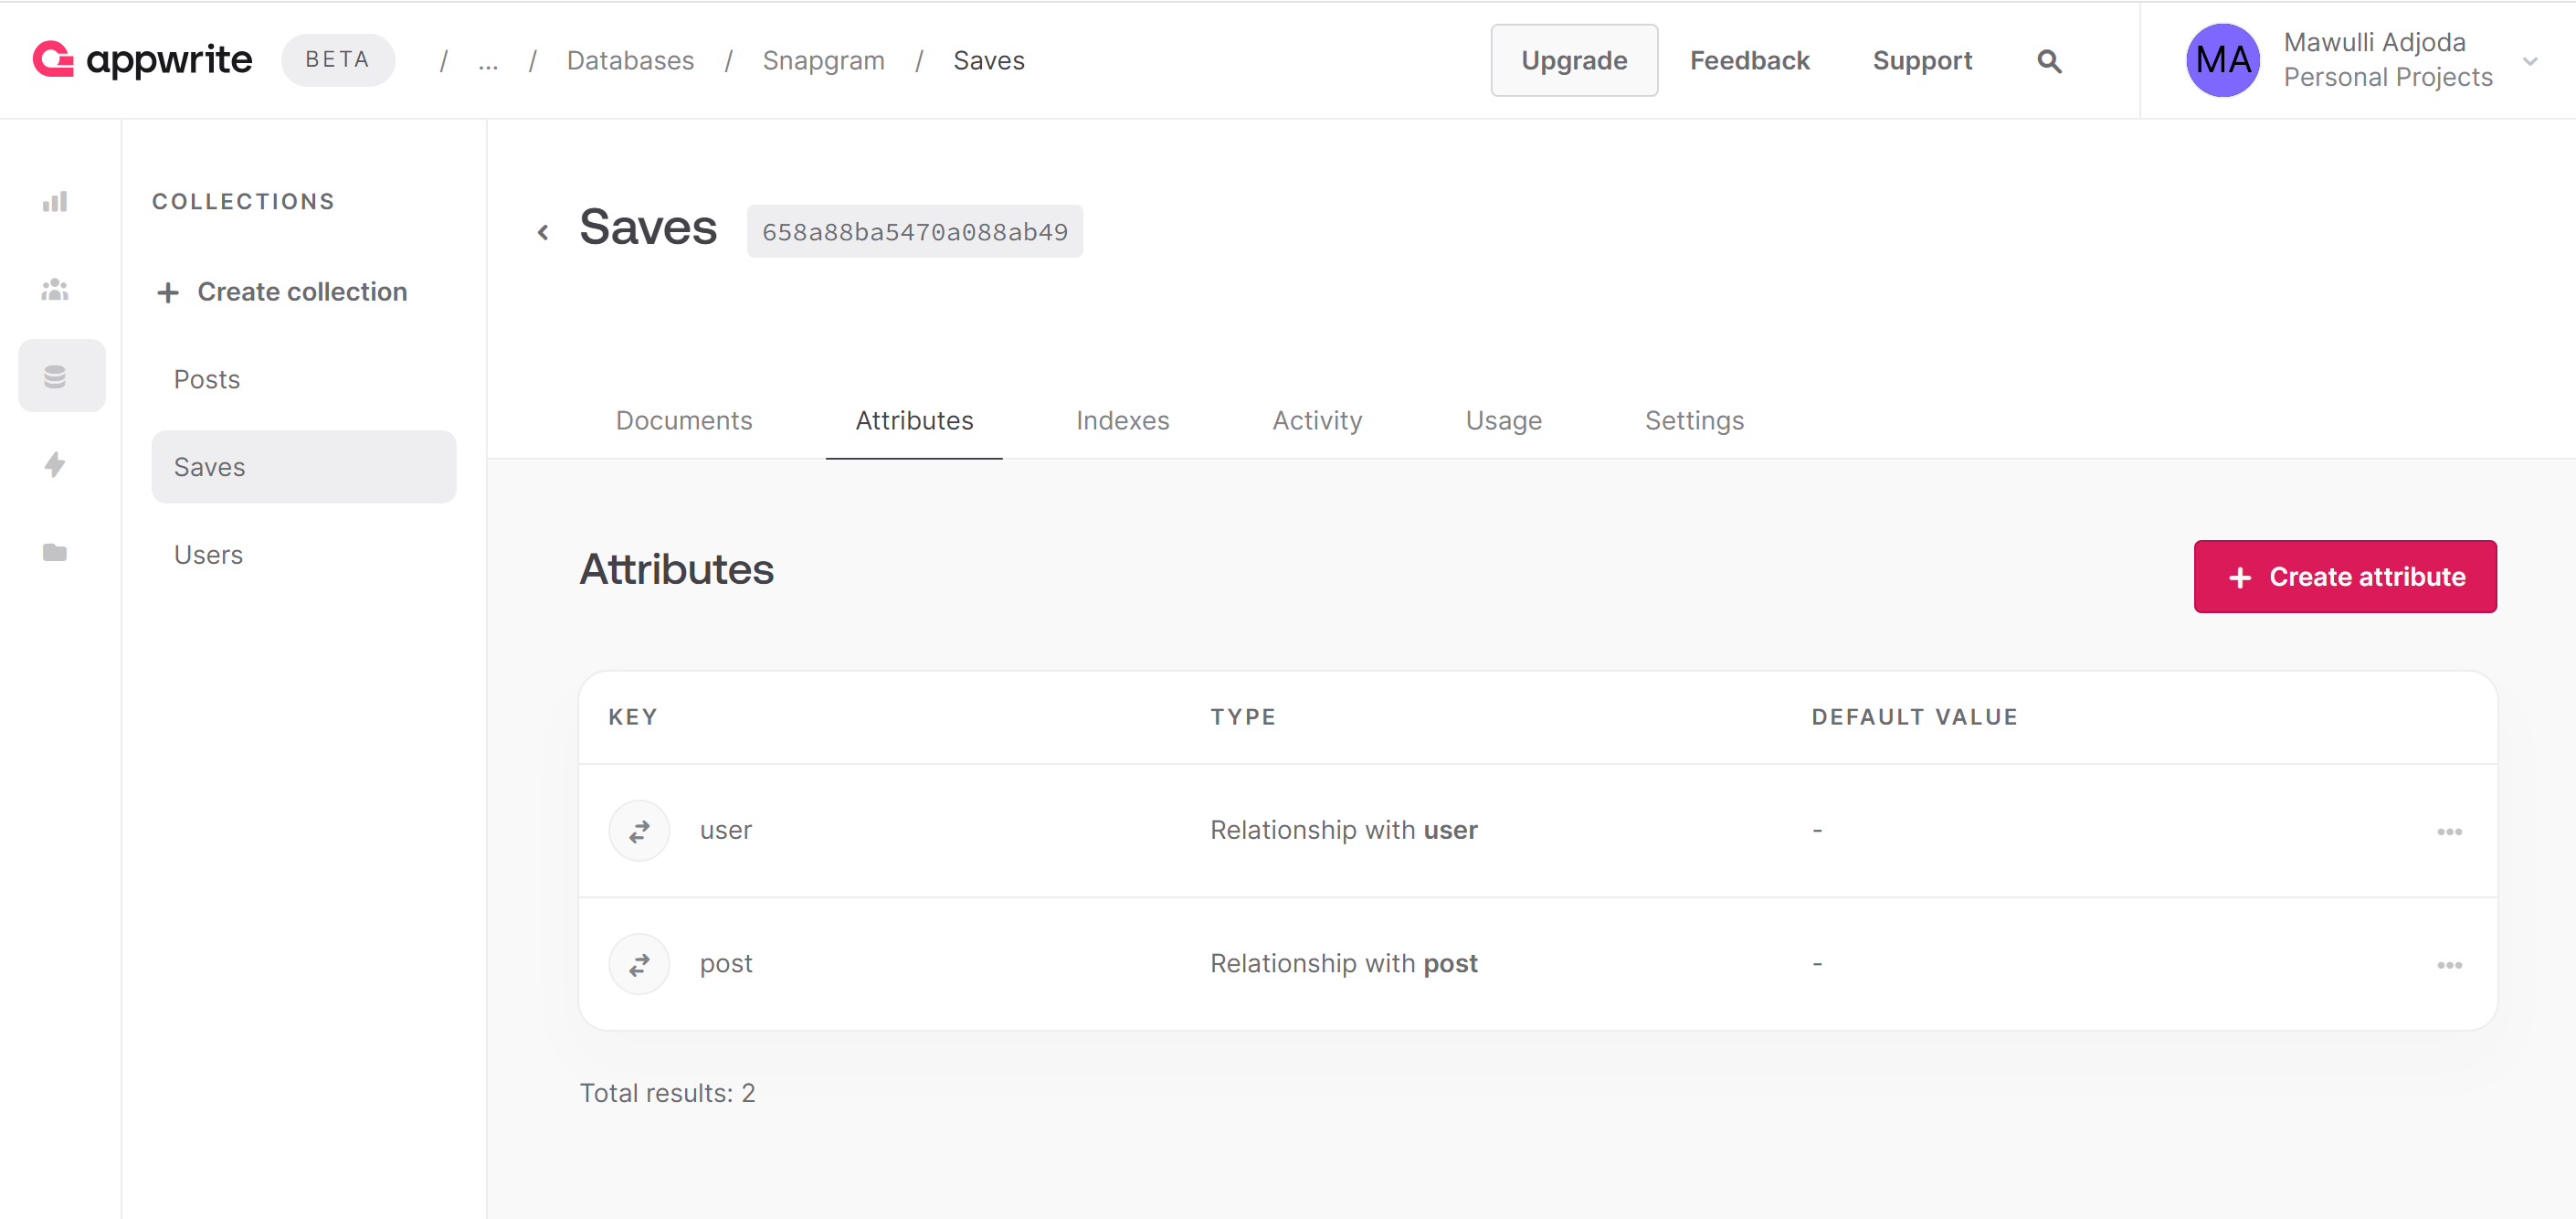 appwrite BETA / ... / Databases / Snapgram / Saves Upgrade Feedback Support MA Mawulli Adjoda
Personal Projects
COLLECTIONS
Create collection
Posts
Saves
Users
Saves 658a88ba5470a088ab49
Documents Attributes Indexes Activity Usage Settings
Attributes
Create attribute
KEY TYPE DEFAULT VALUE
user Relationship with user -
post Relationship with post -
Total results: 2